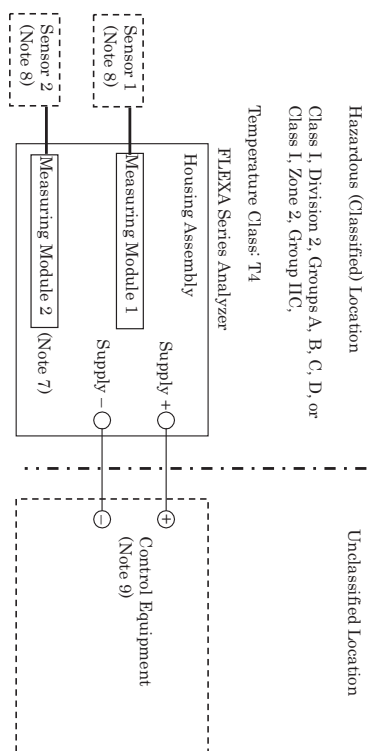 Hazardous (Classified) Location
Unclassified Location
Class I, Division 2, Groups A, B, C, D, or
Class I, Zone 2, Group IIC,
Temperature Class: T4
FLEXA Series Analyzer
Housing Assembly
Sensor 1
(Note 8)
Measuring Module 1
Supply +
+
Control Equipment
(Note 9)
Sensor 2
(Note 8)
Measuring Module 2
(Note 7)
Supply –
–